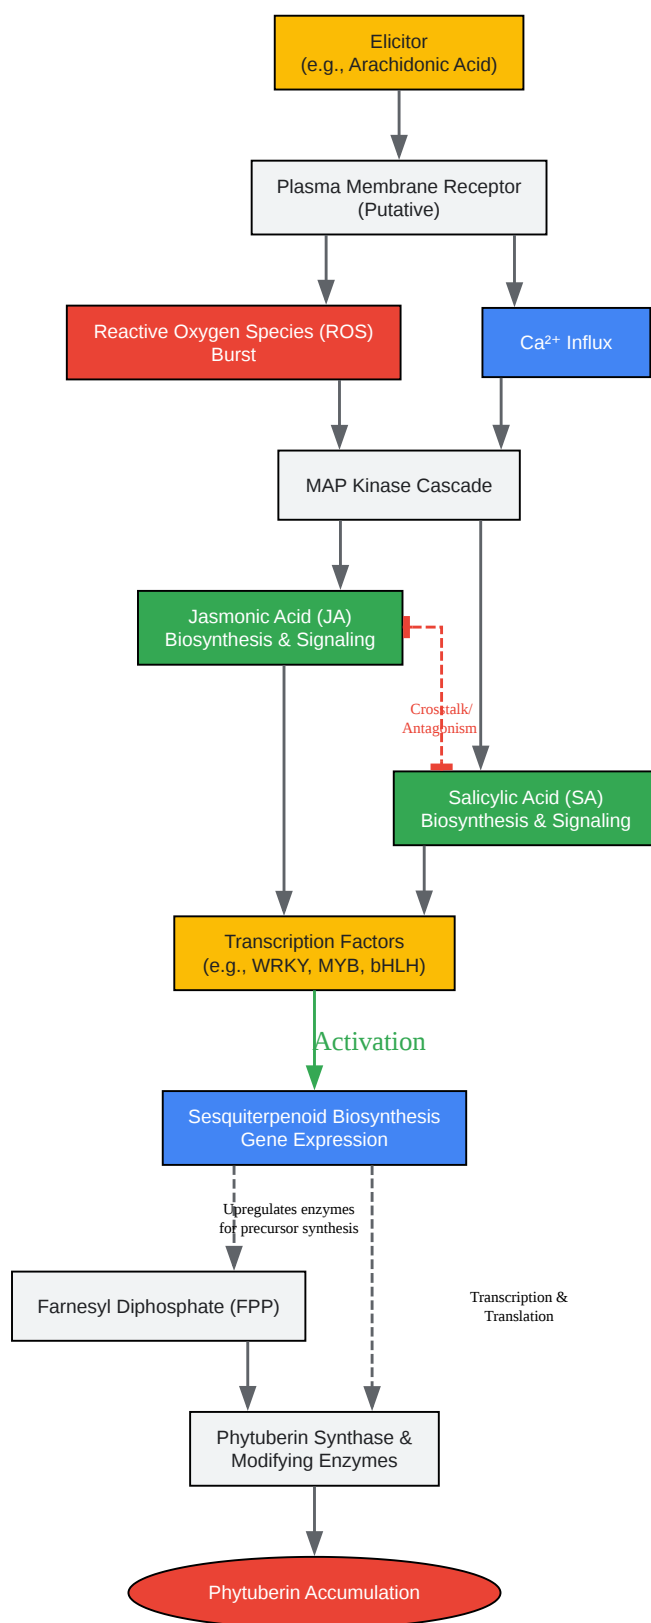 Elicitor
(e.g., Arachidonic Acid)
Plasma Membrane Receptor
(Putative)
Reactive Oxygen Species (ROS)
Burst
Ca²⁺ Influx
MAP Kinase Cascade
Jasmonic Acid (JA)
Biosynthesis & Signaling
Crosstalk/
Antagonism
Salicylic Acid (SA)
Biosynthesis & Signaling
Transcription Factors
(e.g., WRKY, MYB, bHLH)
Activation
Sesquiterpenoid Biosynthesis
Gene Expression
Upregulates enzymes
for precursor synthesis
Farnesyl Diphosphate (FPP)
Transcription &
Translation
Phytuberin Synthase &
Modifying Enzymes
Phytuberin Accumulation